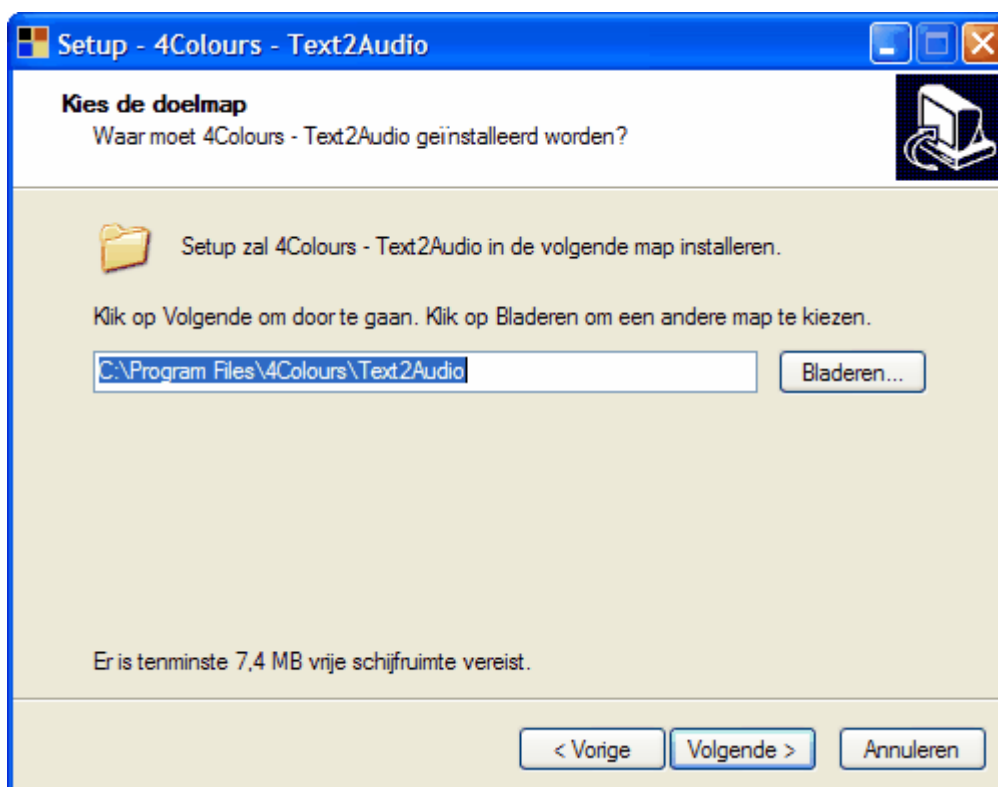 Setup - 4Colours - Text2Audio
Kies de doelmap
Waar moet 4Colours - Text2Audio geïnstalleerd worden?
Setup zal 4Colours - Text2Audio in de volgende map installeren.
Klik op Volgende om door te gaan. Klik op Bladeren om een andere map te kiezen.
C:\Program Files\4Colours\Text2Audio
Bladeren...
Er is tenminste 7,4 MB vrije schijfruimte vereist.
< Vorige
Volgende >
Annuleren